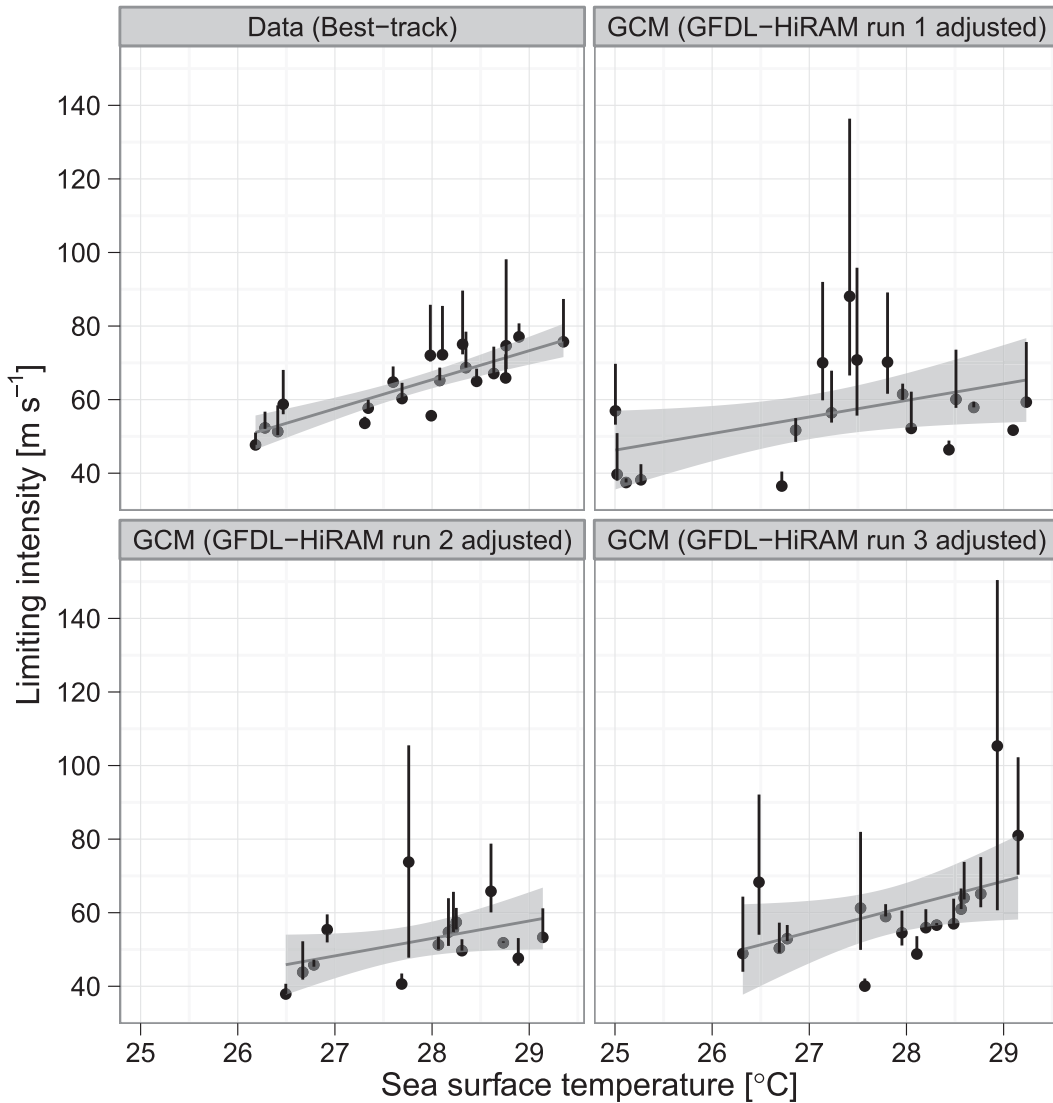 Data (Best−track)
GCM (GFDL−HiRAM run 1 adjusted)
140
120
100
80
60
40
GCM (GFDL−HiRAM run 2 adjusted)
GCM (GFDL−HiRAM run 3 adjusted)
140
120
100
80
60
40
Limiting intensity [m s⁻¹]
25 26 27 28 29
25 26 27 28 29
Sea surface temperature [°C]